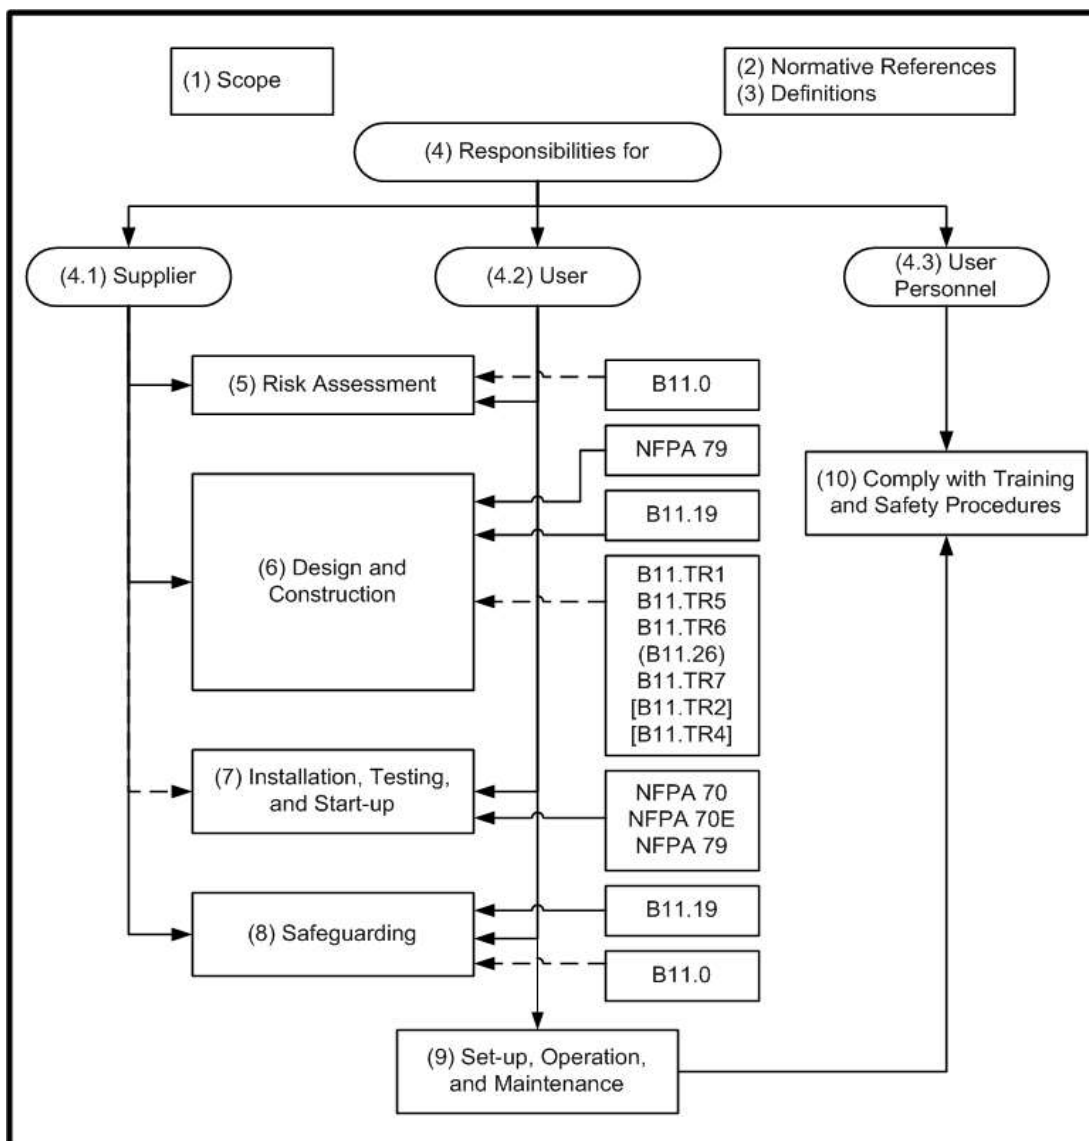 (1) Scope
(2) Normative References
(3) Definitions
(4) Responsibilities for
(4.1) Supplier
(4.2) User
(4.3) User
Personnel
(5) Risk Assessment
B11.0
NFPA 79
(10) Comply with Training
and Safety Procedures
B11.19
(6) Design and
Construction
B11.TR1
B11.TR5
B11.TR6
(B11.26)
B11.TR7
[B11.TR2]
[B11.TR4]
(7) Installation, Testing,
and Start-up
NFPA 70
NFPA 70E
NFPA 79
(8) Safeguarding
B11.19
B11.0
(9) Set-up, Operation,
and Maintenance